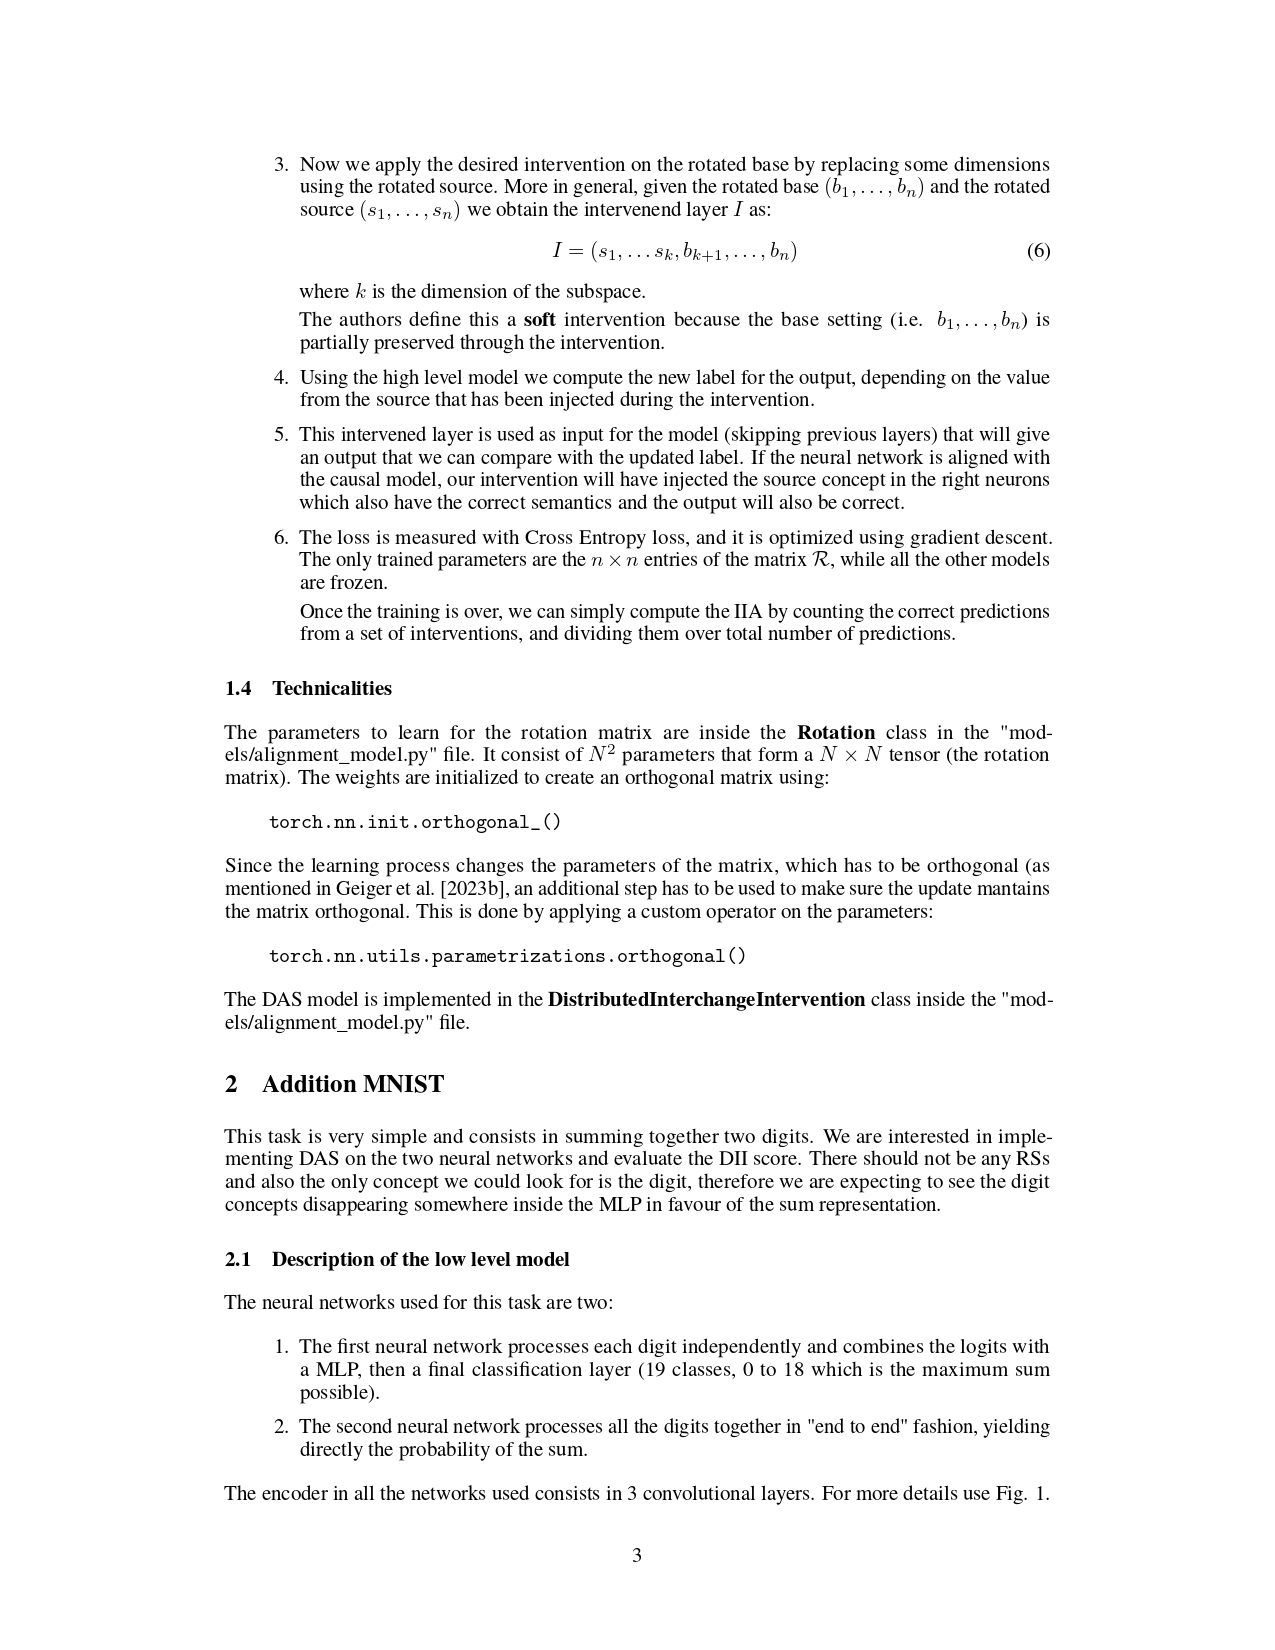 3. Now we apply the desired intervention on the rotated base by replacing some dimensions
using the rotated source. More in general, given the rotated base (b₁, . . . , bₙ) and the rotated
source (s₁, . . . , sₙ) we obtain the intervenend layer I as:
I = (s₁, . . . sₖ, bₖ₊₁, . . . , bₙ) (6)
where k is the dimension of the subspace.
The authors define this a soft intervention because the base setting (i.e. b₁, . . . , bₙ) is
partially preserved through the intervention.
4. Using the high level model we compute the new label for the output, depending on the value
from the source that has been injected during the intervention.
5. This intervened layer is used as input for the model (skipping previous layers) that will give
an output that we can compare with the updated label. If the neural network is aligned with
the causal model, our intervention will have injected the source concept in the right neurons
which also have the correct semantics and the output will also be correct.
6. The loss is measured with Cross Entropy loss, and it is optimized using gradient descent.
The only trained parameters are the n × n entries of the matrix ℛ, while all the other models
are frozen.
Once the training is over, we can simply compute the IIA by counting the correct predictions
from a set of interventions, and dividing them over total number of predictions.
1.4 Technicalities
The parameters to learn for the rotation matrix are inside the Rotation class in the "mod-
els/alignment_model.py" file. It consist of N² parameters that form a N × N tensor (the rotation
matrix). The weights are initialized to create an orthogonal matrix using:
torch.nn.init.orthogonal_()
Since the learning process changes the parameters of the matrix, which has to be orthogonal (as
mentioned in Geiger et al. [2023b], an additional step has to be used to make sure the update mantains
the matrix orthogonal. This is done by applying a custom operator on the parameters:
torch.nn.utils.parametrizations.orthogonal()
The DAS model is implemented in the DistributedInterchangeIntervention class inside the "mod-
els/alignment_model.py" file.
2 Addition MNIST
This task is very simple and consists in summing together two digits. We are interested in imple-
menting DAS on the two neural networks and evaluate the DII score. There should not be any RSs
and also the only concept we could look for is the digit, therefore we are expecting to see the digit
concepts disappearing somewhere inside the MLP in favour of the sum representation.
2.1 Description of the low level model
The neural networks used for this task are two:
1. The first neural network processes each digit independently and combines the logits with
a MLP, then a final classification layer (19 classes, 0 to 18 which is the maximum sum
possible).
2. The second neural network processes all the digits together in "end to end" fashion, yielding
directly the probability of the sum.
The encoder in all the networks used consists in 3 convolutional layers. For more details use Fig. 1.
3